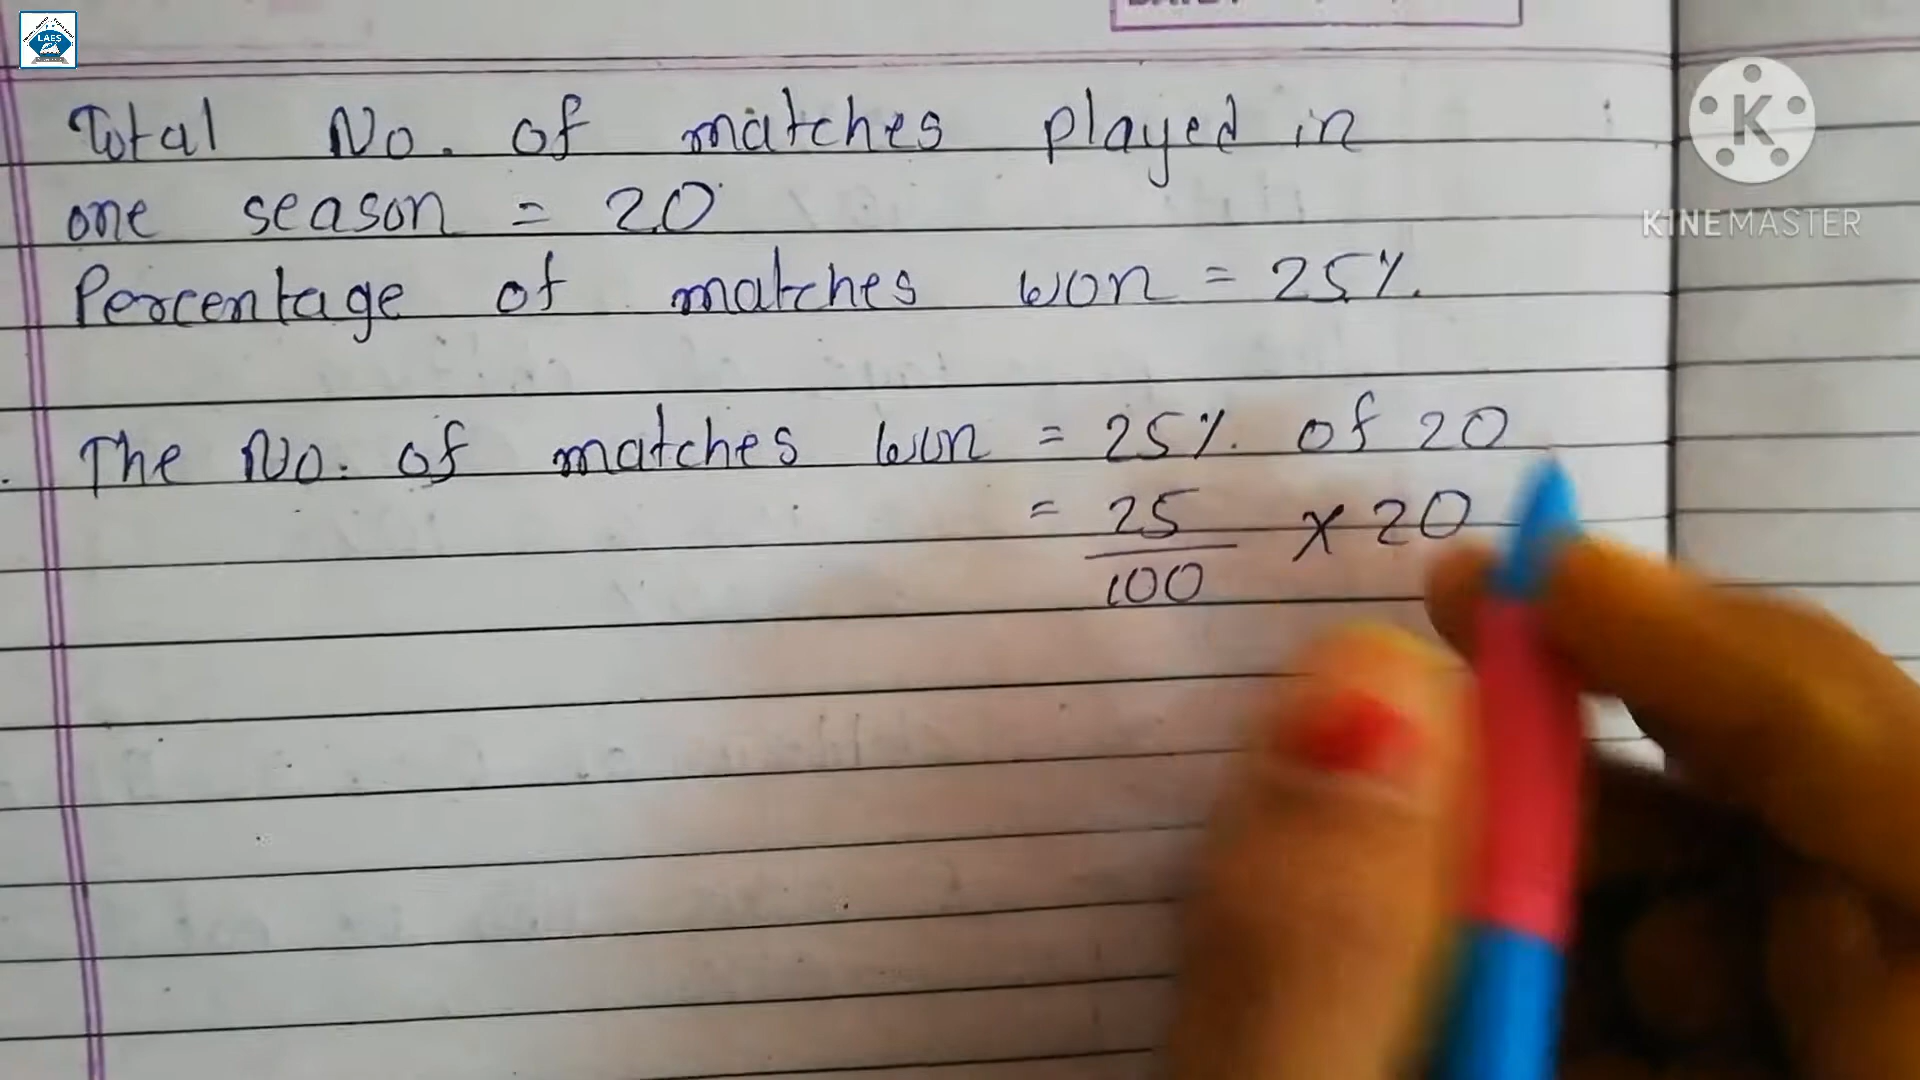 LAES
KINEMASTER
Total No. of matches played in
one season = 20
Percentage of matches won = 25%.
The No. of matches won = 25%. of 20
= 25/100 × 20